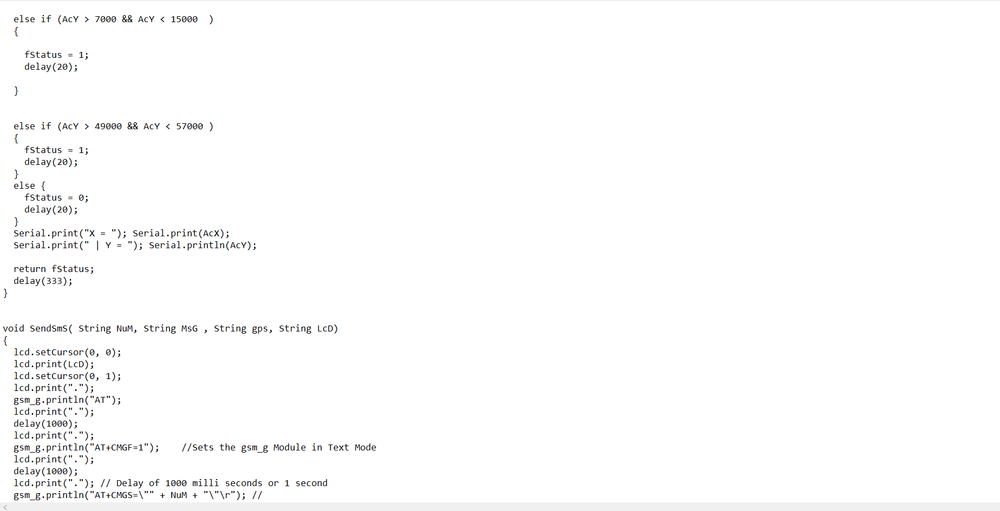 else if (AcY > 7000 && AcY < 15000  )
{
fStatus = 1;
delay(20);
}
else if (AcY > 49000 && AcY < 57000 )
{
fStatus = 1;
delay(20);
}
else {
fStatus = 0;
delay(20);
}
Serial.print("X = "); Serial.print(AcX);
Serial.print(" | Y = "); Serial.println(AcY);
return fStatus;
delay(333);
}
void SendSmS( String NuM, String MsG , String gps, String LcD)
{
lcd.setCursor(0, 0);
lcd.print(LcD);
lcd.setCursor(0, 1);
lcd.print(".");
gsm_g.println("AT");
lcd.print(".");
delay(1000);
lcd.print(".");
gsm_g.println("AT+CMGF=1");    //Sets the gsm_g Module in Text Mode
lcd.print(".");
delay(1000);
lcd.print("."); // Delay of 1000 milli seconds or 1 second
gsm_g.println("AT+CMGS=\"" + NuM + "\"\r"); //